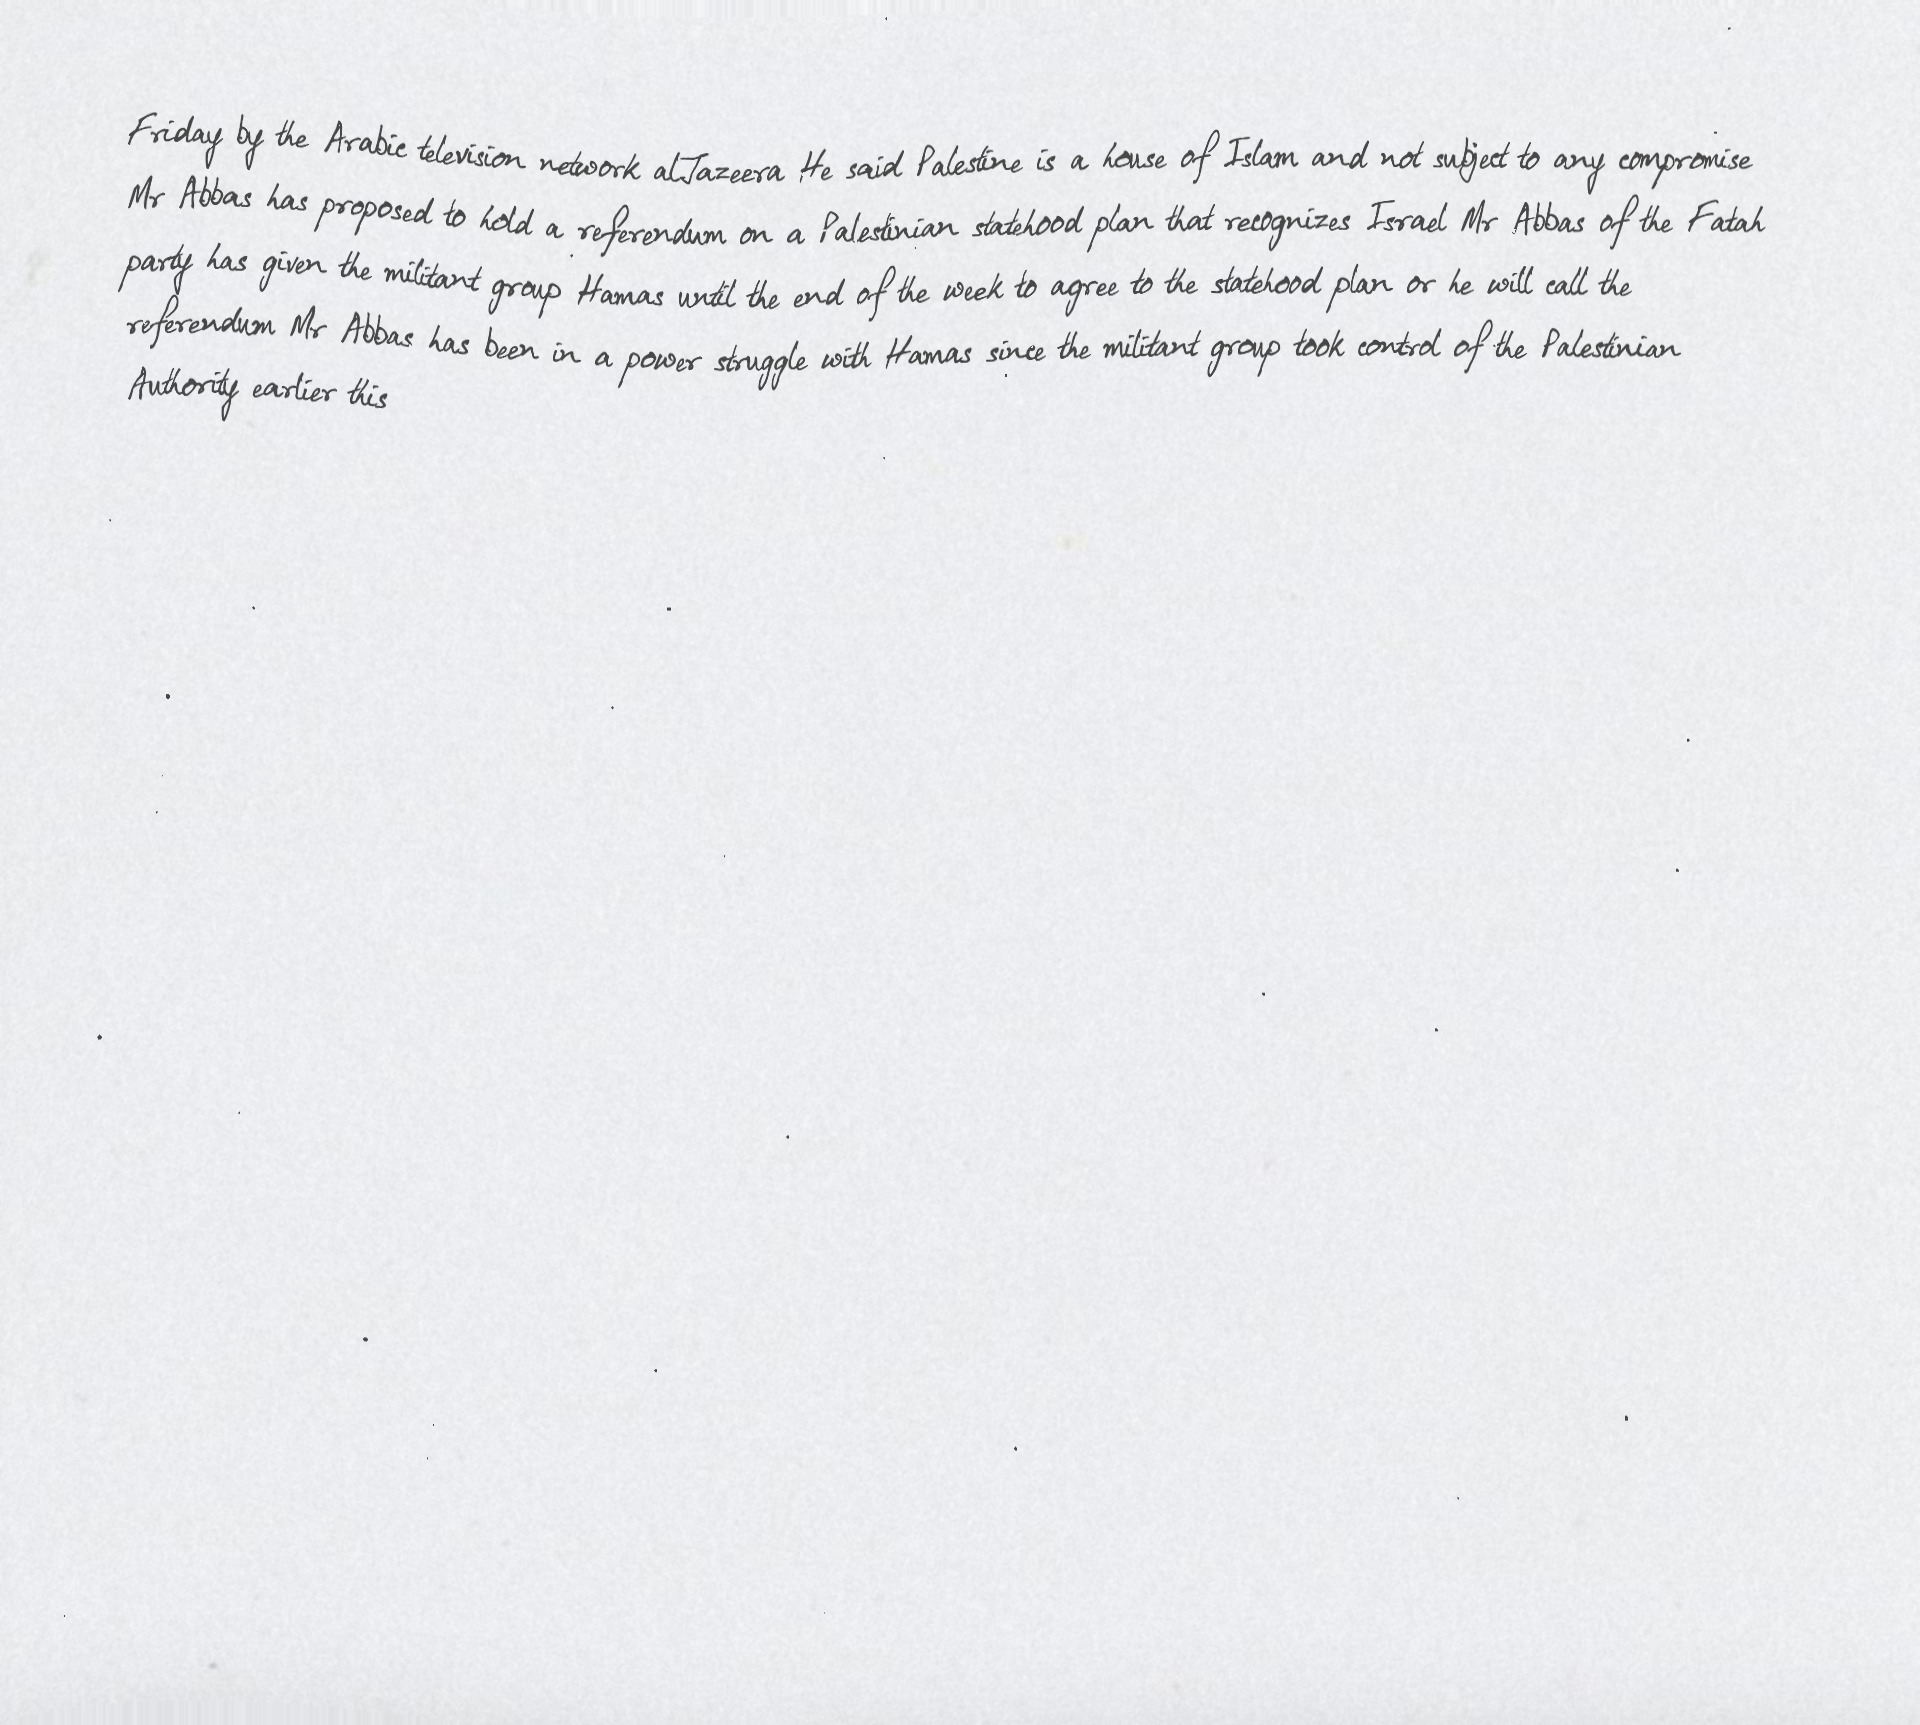 Friday by the Arabic television network alJazeera He said Palestine is a house of Islam and not subject to any compromise
Mr Abbas has proposed to hold a referendum on a Palestinian statehood plan that recognizes Israel Mr Abbas of the Fatah
party has given the militant group Hamas until the end of the week to agree to the statehood plan or he will call the
referendum Mr Abbas has been in a power struggle with Hamas since the militant group took control of the Palestinian
Authority earlier this